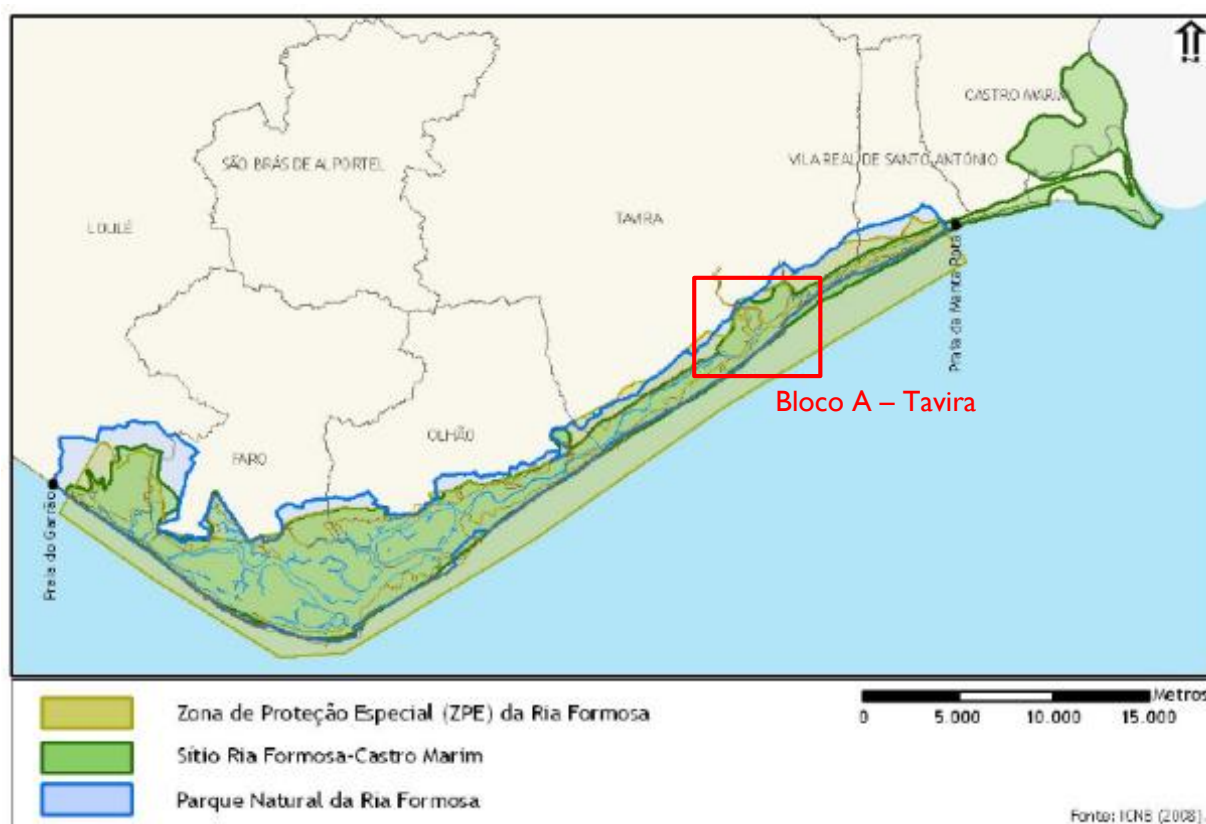 CASTRO MARIM
SÃO BRÁS DE ALPORTEL
VILA REAL DE SANTO ANTÓNIO
LOULÉ
TAVIRA
Praia da Manta Rota
Bloco A – Tavira
OLHÃO
FARO
Praia do Garrão
Zona de Proteção Especial (ZPE) da Ria Formosa
Sítio Ria Formosa-Castro Marim
Parque Natural da Ria Formosa
Metros
0 5.000 10.000 15.000
Fonte: ICNB (2008).